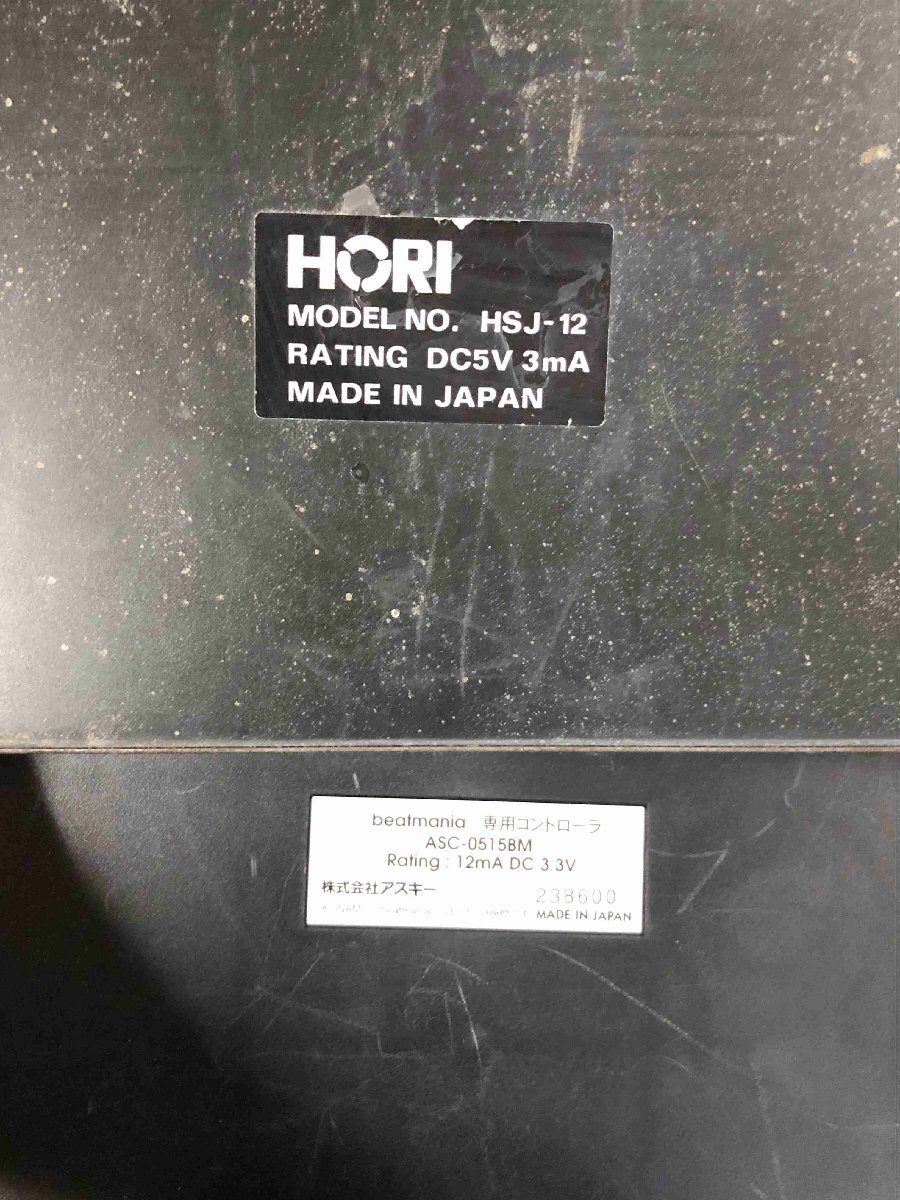 HORI
MODEL NO. HSJ-12
RATING DC5V 3mA
MADE IN JAPAN
beatmania 専用コントローラ
ASC-0515BM
Rating : 12mA DC 3.3V
株式会社アスキー 238600
MADE IN JAPAN